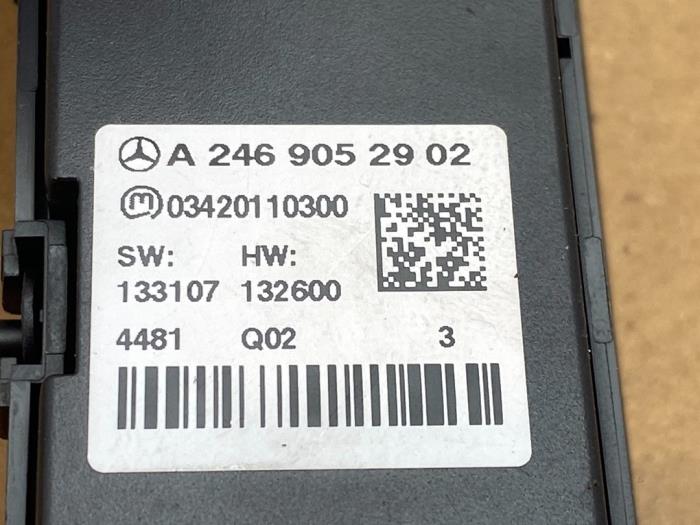 A 246 905 29 02
m 03420110300
SW: HW:
133107 132600
4481 Q02 3